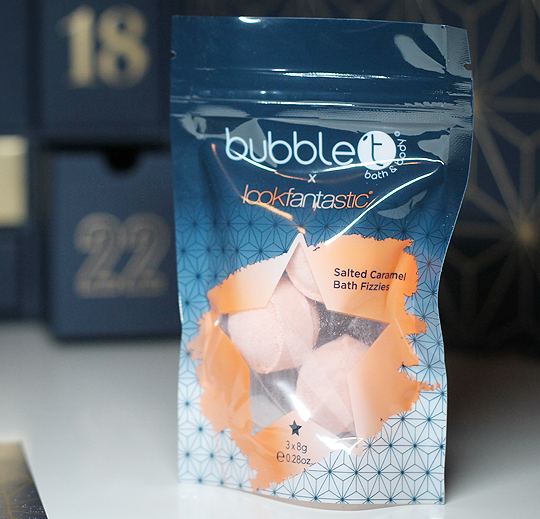 18
22
bubble t
bath & body®
x
lookfantastic
Salted Caramel
Bath Fizzies
3 x 8g
℮0.28oz